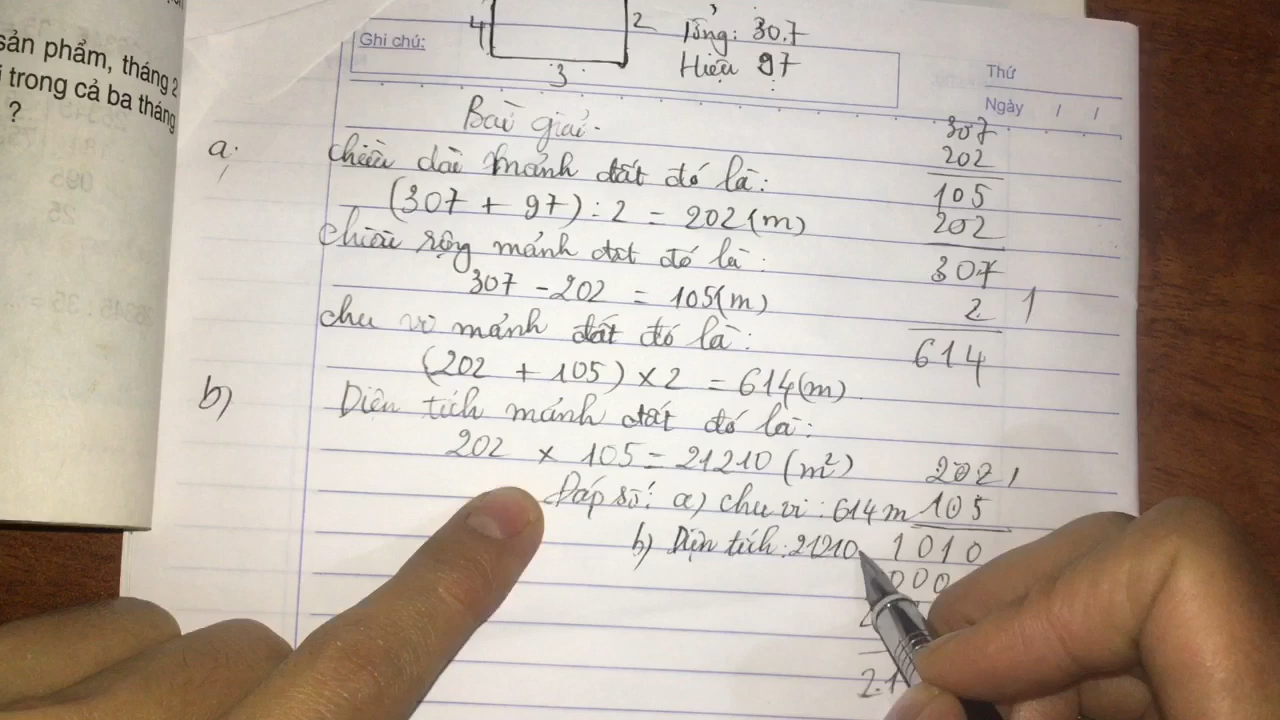 sản phẩm, tháng 2
i trong cả ba tháng
?
4
2
3
Tổng: 307
Hiệu 97
Ghi chú:
Thứ
Ngày / /
Bài giải.
a.
chiều dài mảnh đất đó là:
(307 + 97) : 2 = 202 (m)
chiều rộng mảnh đất đó là:
307 - 202 = 105 (m)
chu vi mảnh đất đó là:
(202 + 105) × 2 = 614 (m)
b)
Diện tích mảnh đất đó là:
202 × 105 = 21210 (m²)
Đáp số: a) chu vi: 614 m
b) Diện tích: 21210
307
202
105
202
307
2
614
202
105
1010
000
2
21